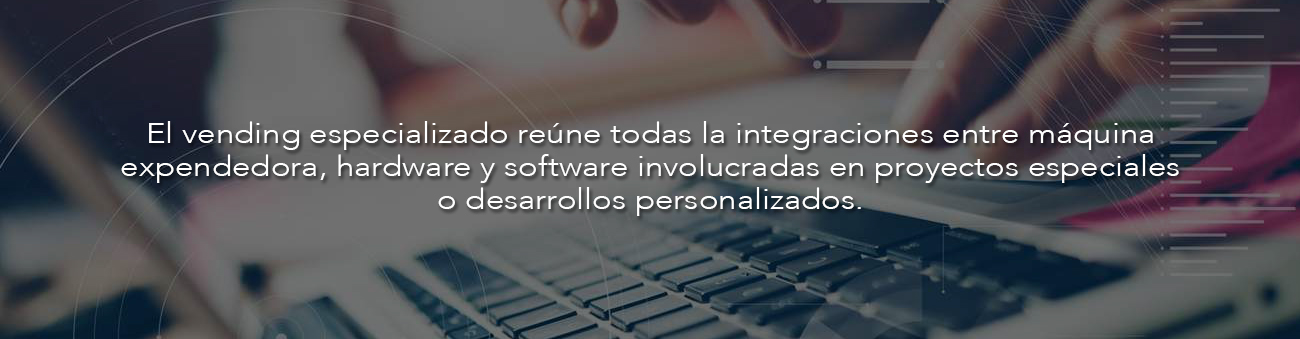 El vending especializado reúne todas la integraciones entre máquina
expendedora, hardware y software involucradas en proyectos especiales
o desarrollos personalizados.